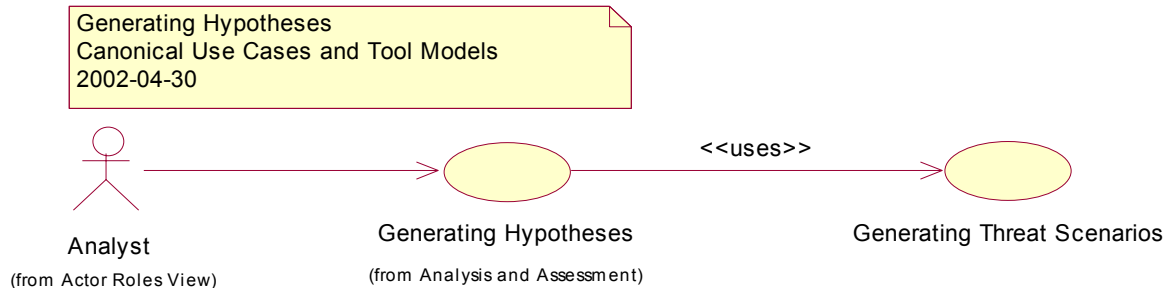 Generating Hypotheses
Canonical Use Cases and Tool Models
2002-04-30
<<uses>>
Analyst
(from Actor Roles View)
Generating Hypotheses
(from Analysis and Assessment)
Generating Threat Scenarios